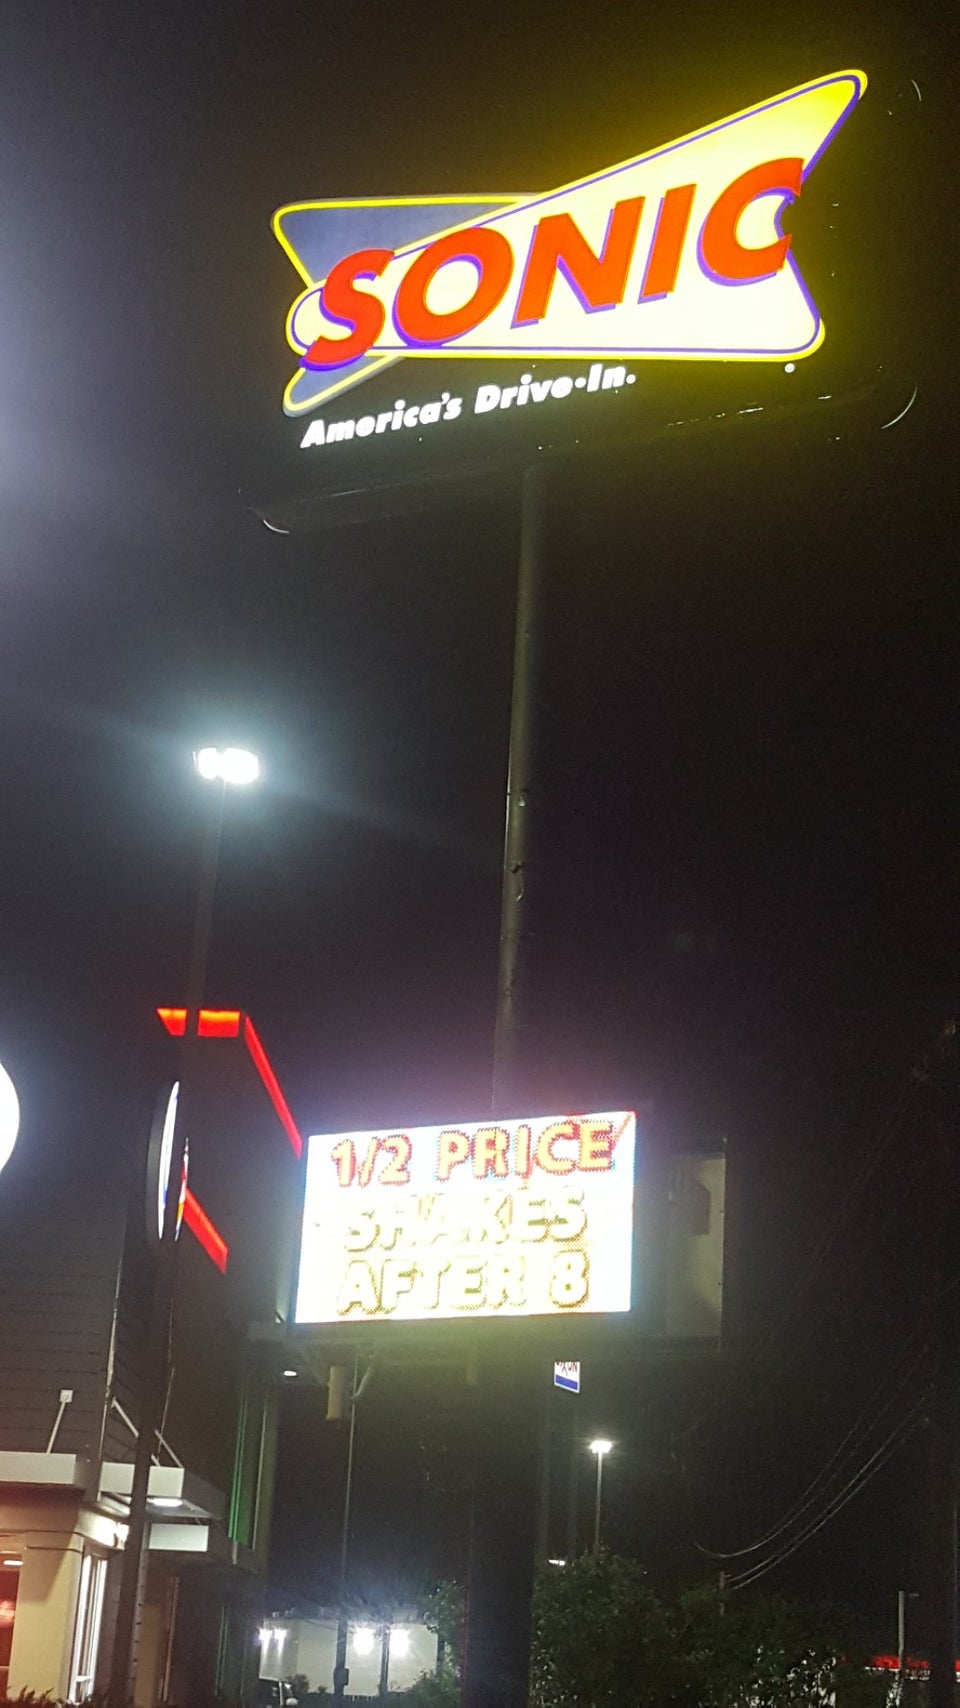 SONIC
America's Drive-In.
1/2 PRICE
SHAKES
AFTER 8